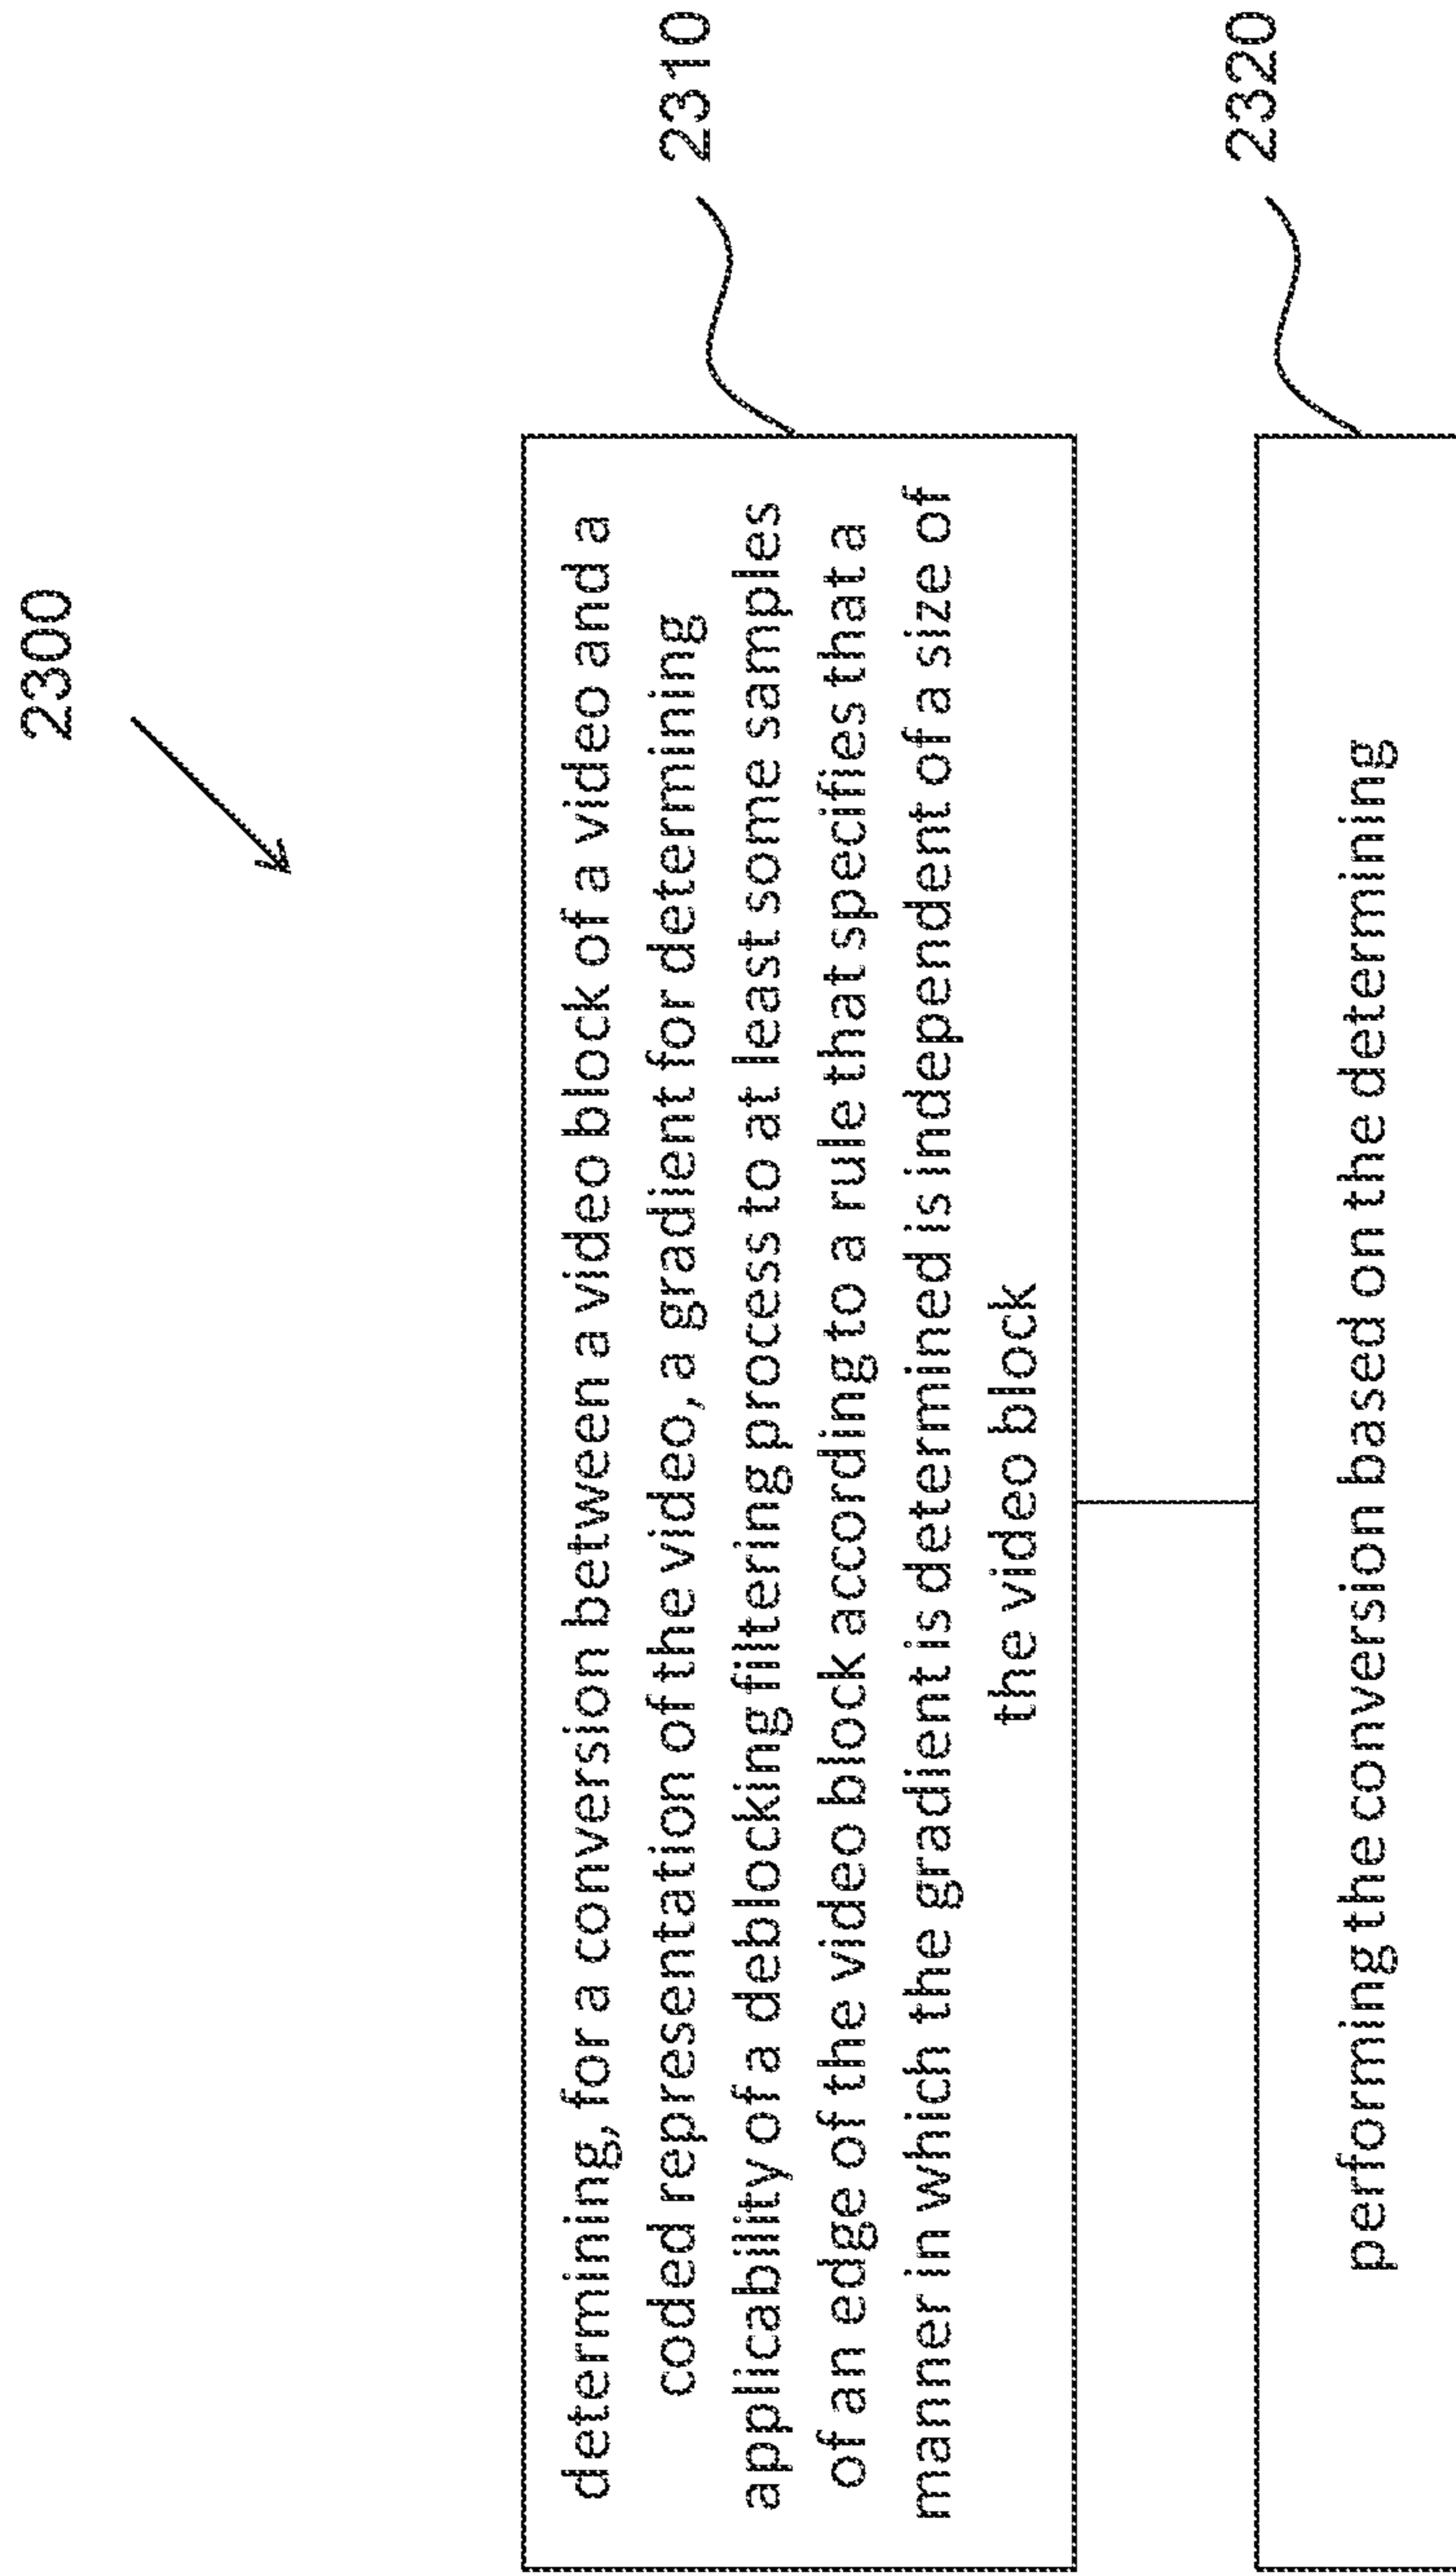 2300
determining, for a conversion between a video block of a video and a
coded representation of the video, a gradient for determining
applicability of a deblocking filtering process to at least some samples
of an edge of the video block according to a rule that specifies that a
manner in which the gradient is determined is independent of a size of
the video block
2310
performing the conversion based on the determining
2320